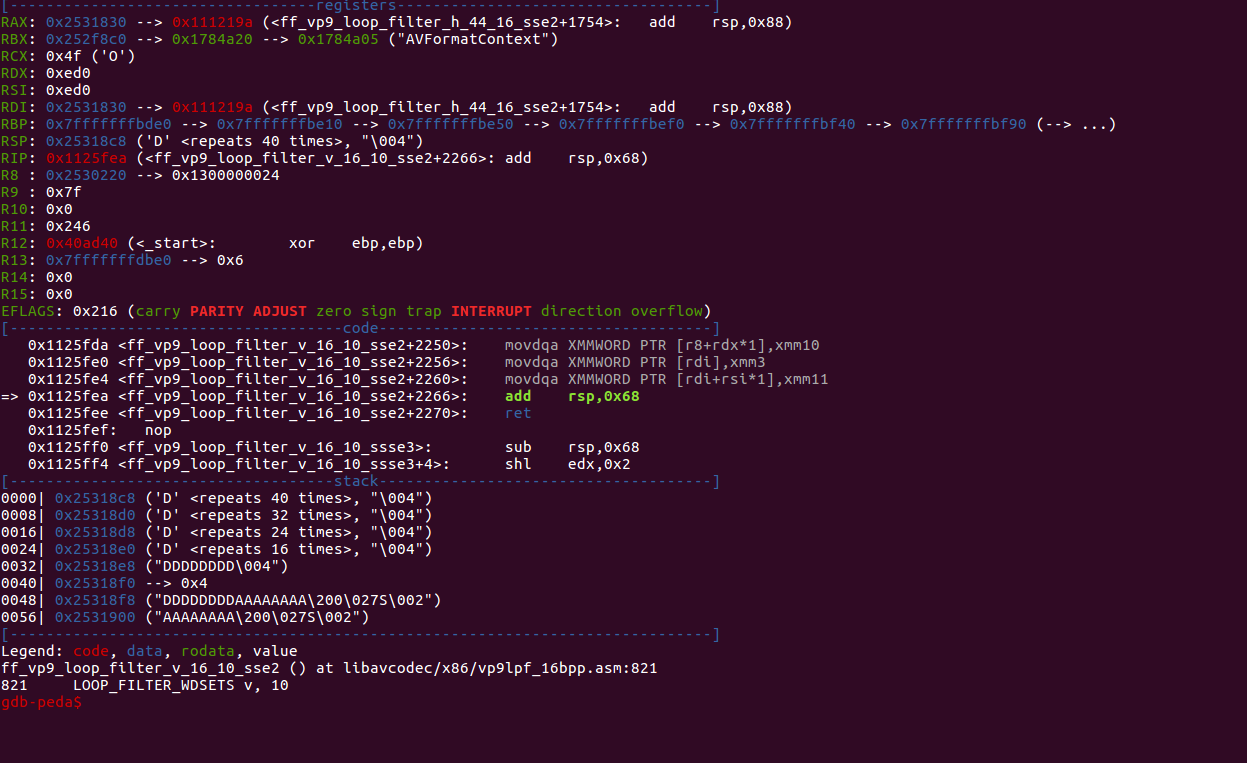 [----------------------------------registers-----------------------------------]
RAX: 0x2531830 --> 0x111219a (<ff_vp9_loop_filter_h_44_16_sse2+1754>:   add    rsp,0x88)
RBX: 0x252f8c0 --> 0x1784a20 --> 0x1784a05 ("AVFormatContext")
RCX: 0x4f ('O')
RDX: 0xed0
RSI: 0xed0
RDI: 0x2531830 --> 0x111219a (<ff_vp9_loop_filter_h_44_16_sse2+1754>:   add    rsp,0x88)
RBP: 0x7fffffffbde0 --> 0x7fffffffbe10 --> 0x7fffffffbe50 --> 0x7fffffffbef0 --> 0x7fffffffbf40 --> 0x7fffffffbf90 (--> ...)
RSP: 0x25318c8 ('D' <repeats 40 times>, "\004")
RIP: 0x1125fea (<ff_vp9_loop_filter_v_16_10_sse2+2266>: add    rsp,0x68)
R8 : 0x2530220 --> 0x1300000024
R9 : 0x7f
R10: 0x0
R11: 0x246
R12: 0x40ad40 (<_start>:        xor    ebp,ebp)
R13: 0x7fffffffdbe0 --> 0x6
R14: 0x0
R15: 0x0
EFLAGS: 0x216 (carry PARITY ADJUST zero sign trap INTERRUPT direction overflow)
[-------------------------------------code-------------------------------------]
   0x1125fda <ff_vp9_loop_filter_v_16_10_sse2+2250>:    movdqa XMMWORD PTR [r8+rdx*1],xmm10
   0x1125fe0 <ff_vp9_loop_filter_v_16_10_sse2+2256>:    movdqa XMMWORD PTR [rdi],xmm3
   0x1125fe4 <ff_vp9_loop_filter_v_16_10_sse2+2260>:    movdqa XMMWORD PTR [rdi+rsi*1],xmm11
=> 0x1125fea <ff_vp9_loop_filter_v_16_10_sse2+2266>:    add    rsp,0x68
   0x1125fee <ff_vp9_loop_filter_v_16_10_sse2+2270>:    ret
   0x1125fef:   nop
   0x1125ff0 <ff_vp9_loop_filter_v_16_10_ssse3>:        sub    rsp,0x68
   0x1125ff4 <ff_vp9_loop_filter_v_16_10_ssse3+4>:      shl    edx,0x2
[------------------------------------stack-------------------------------------]
0000| 0x25318c8 ('D' <repeats 40 times>, "\004")
0008| 0x25318d0 ('D' <repeats 32 times>, "\004")
0016| 0x25318d8 ('D' <repeats 24 times>, "\004")
0024| 0x25318e0 ('D' <repeats 16 times>, "\004")
0032| 0x25318e8 ("DDDDDDDD\004")
0040| 0x25318f0 --> 0x4
0048| 0x25318f8 ("DDDDDDDDAAAAAAAA\200\027S\002")
0056| 0x2531900 ("AAAAAAAA\200\027S\002")
[------------------------------------------------------------------------------]
Legend: code, data, rodata, value
ff_vp9_loop_filter_v_16_10_sse2 () at libavcodec/x86/vp9lpf_16bpp.asm:821
821     LOOP_FILTER_WDSETS v, 10
gdb-peda$